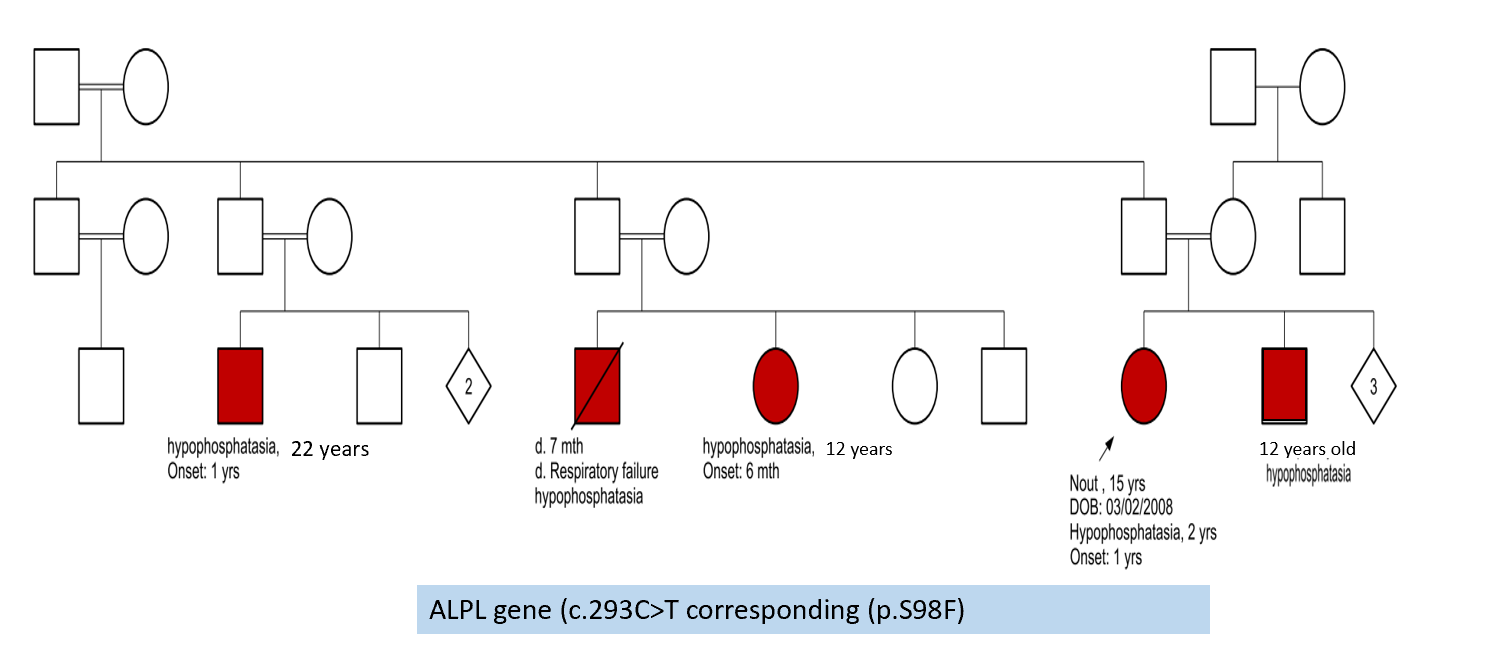 2
3
hypophosphatasia, 22 years
Onset: 1 yrs
d. 7 mth
d. Respiratory failure
hypophosphatasia
hypophosphatasia, 12 years
Onset: 6 mth
Nout , 15 yrs
DOB: 03/02/2008
Hypophosphatasia, 2 yrs
Onset: 1 yrs
12 years old
hypophosphatasia
ALPL gene (c.293C>T corresponding (p.S98F)